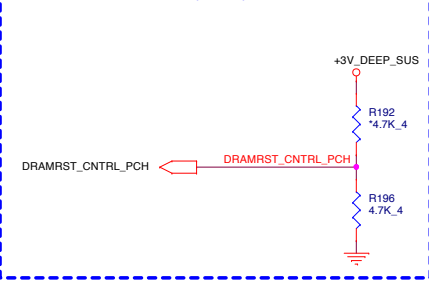 +3V_DEEP_SUS
R192
*4.7K_4
DRAMRST_CNTRL_PCH
DRAMRST_CNTRL_PCH
R196
4.7K_4